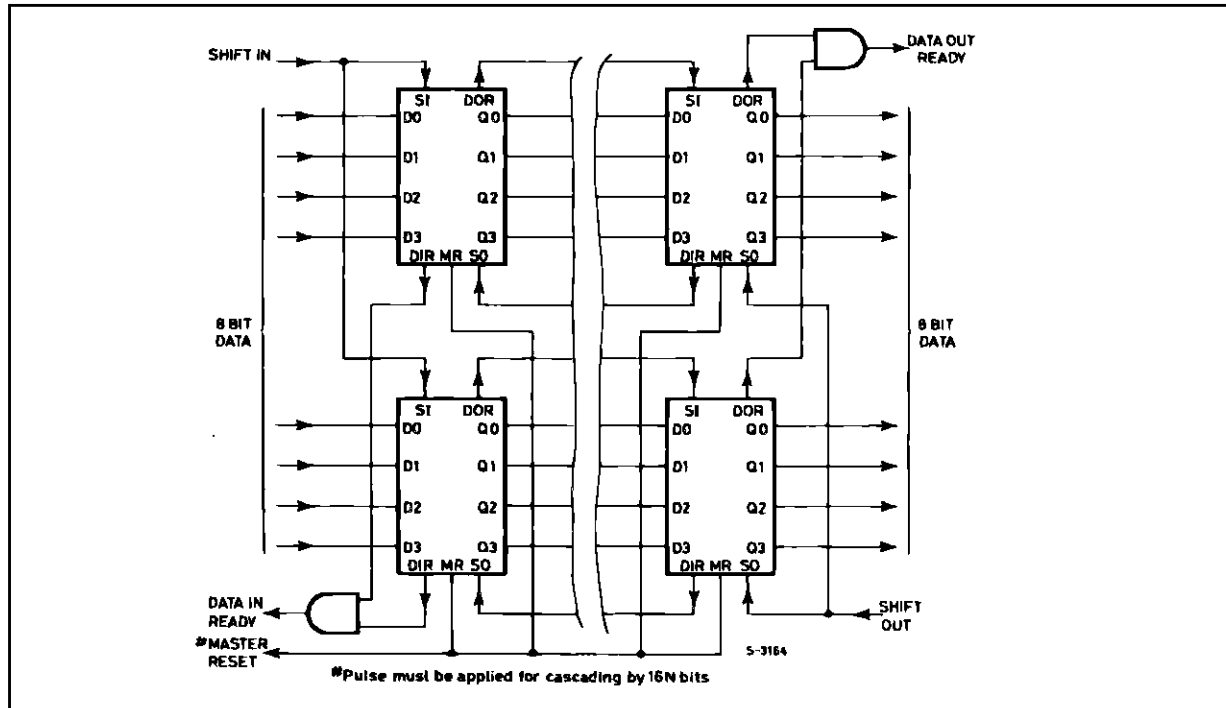 SHIFT IN
DATA OUT
READY
SI DOR
D0 Q0
D1 Q1
D2 Q2
D3 Q3
DIR MR SO
SI DOR
D0 Q0
D1 Q1
D2 Q2
D3 Q3
DIR MR SO
8 BIT
DATA
8 BIT
DATA
SI DOR
D0 Q0
D1 Q1
D2 Q2
D3 Q3
DIR MR SO
SI DOR
D0 Q0
D1 Q1
D2 Q2
D3 Q3
DIR MR SO
DATA IN
READY
SHIFT
OUT
#MASTER
RESET
S-3164
#Pulse must be applied for cascading by 16N bits